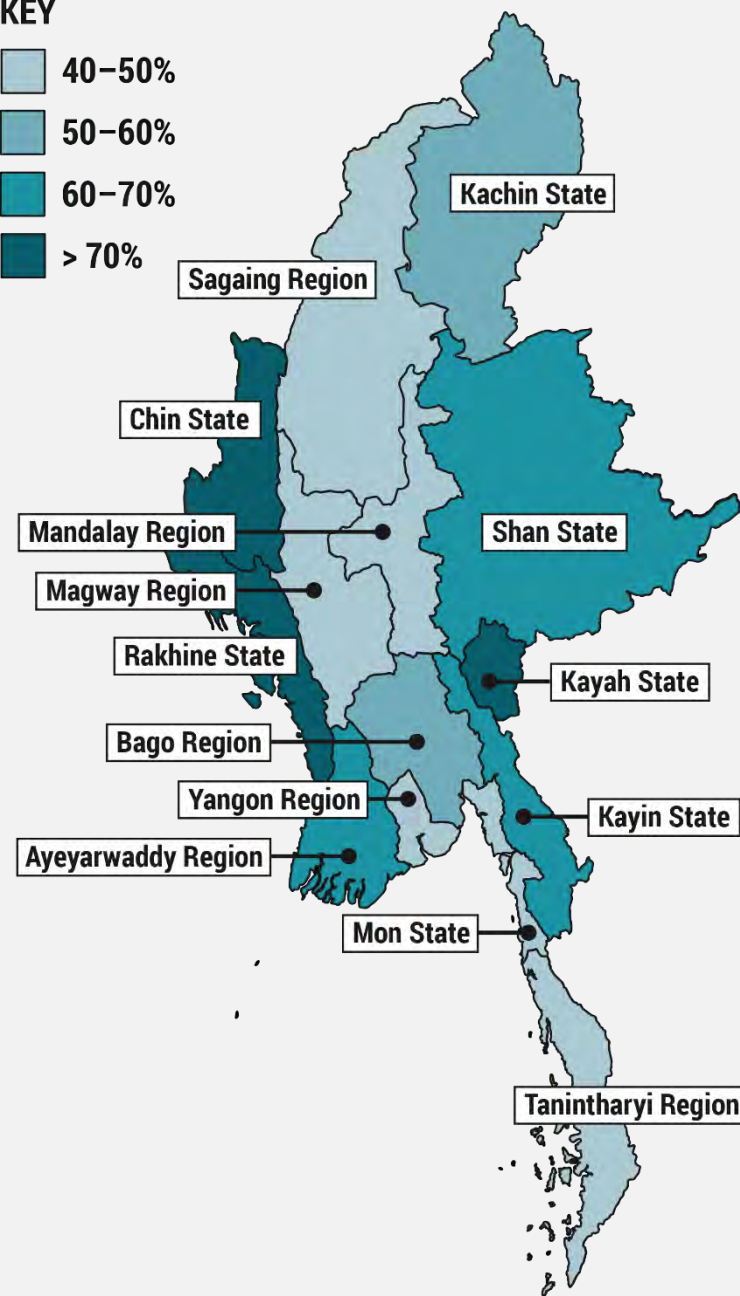 KEY
40–50%
50–60%
60–70%
> 70%
Kachin State
Sagaing Region
Chin State
Mandalay Region
Shan State
Magway Region
Rakhine State
Kayah State
Bago Region
Yangon Region
Kayin State
Ayeyarwaddy Region
Mon State
Tanintharyi Region